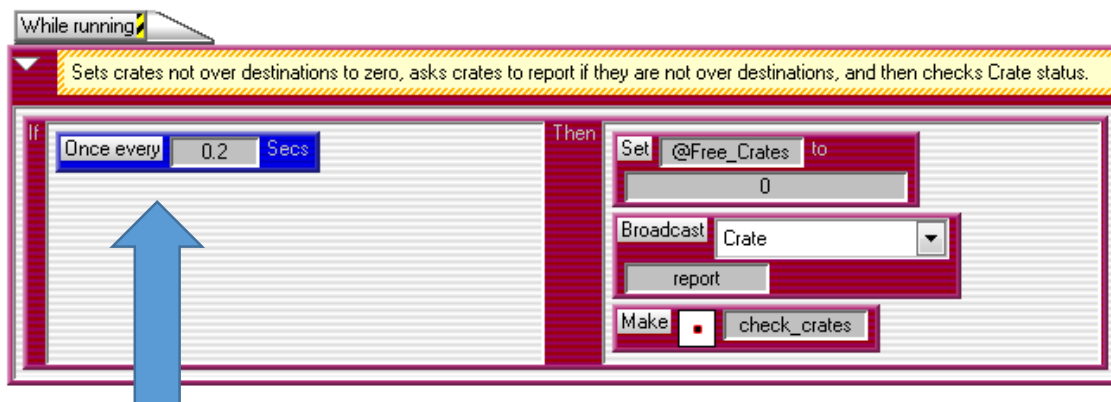 While running
Sets crates not over destinations to zero, asks crates to report if they are not over destinations, and then checks Crate status.
If
Once every 0.2 Secs
Then
Set @Free_Crates to
0
Broadcast Crate
report
Make check_crates